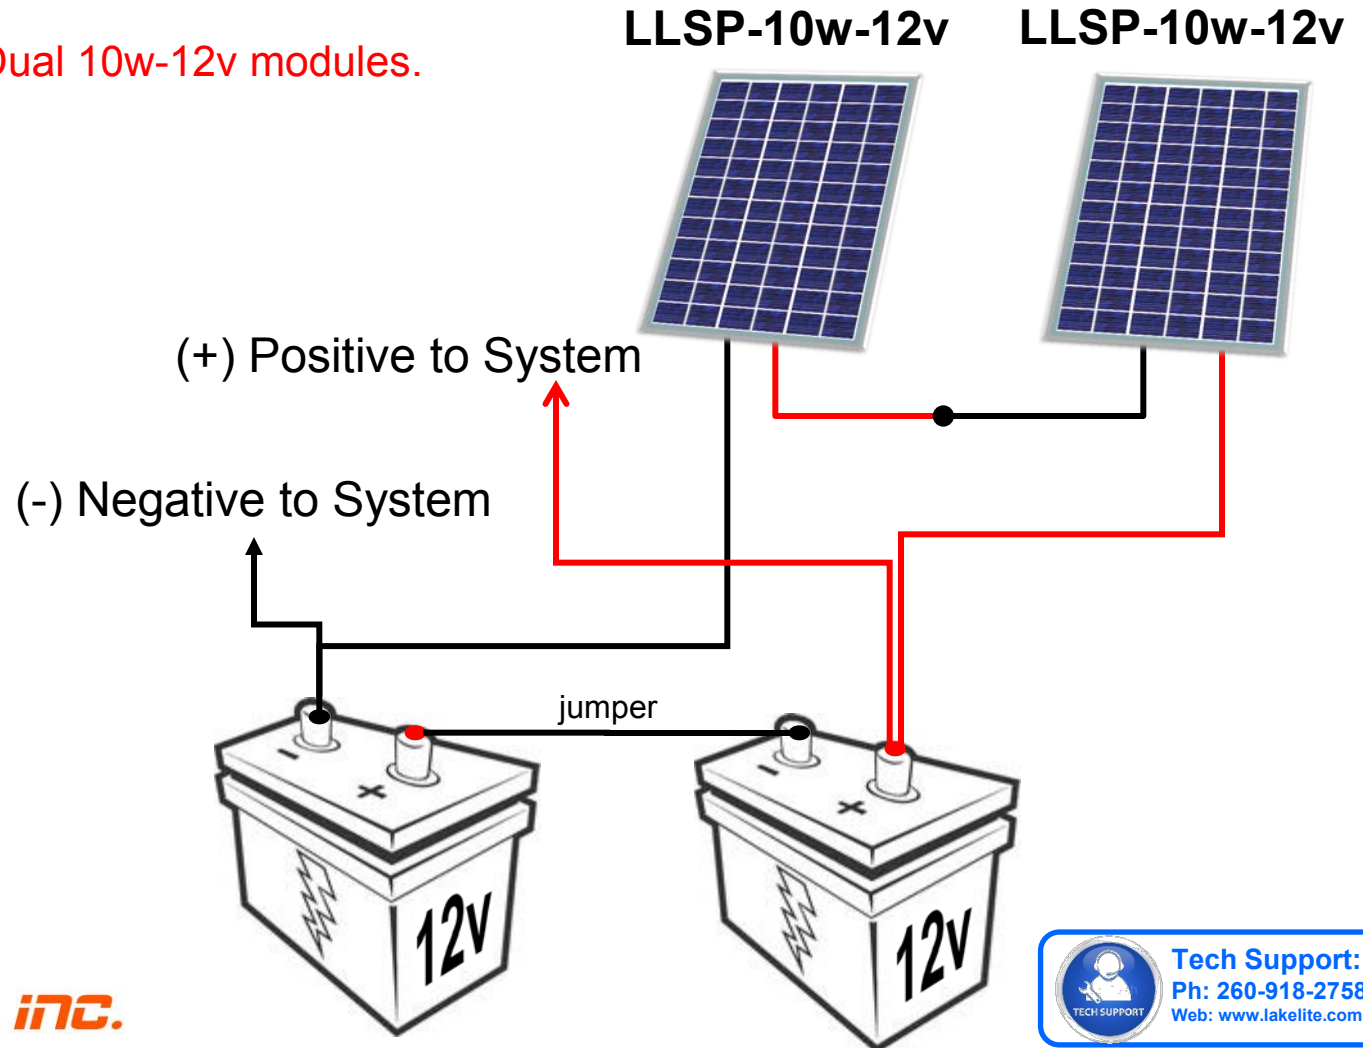 LLSP-10w-12v LLSP-10w-12v
Dual 10w-12v modules.
(+) Positive to System
(-) Negative to System
jumper
- +
- +
12v 12v
inc.
TECH SUPPORT
Tech Support:
Ph: 260-918-2758
Web: www.lakelite.com